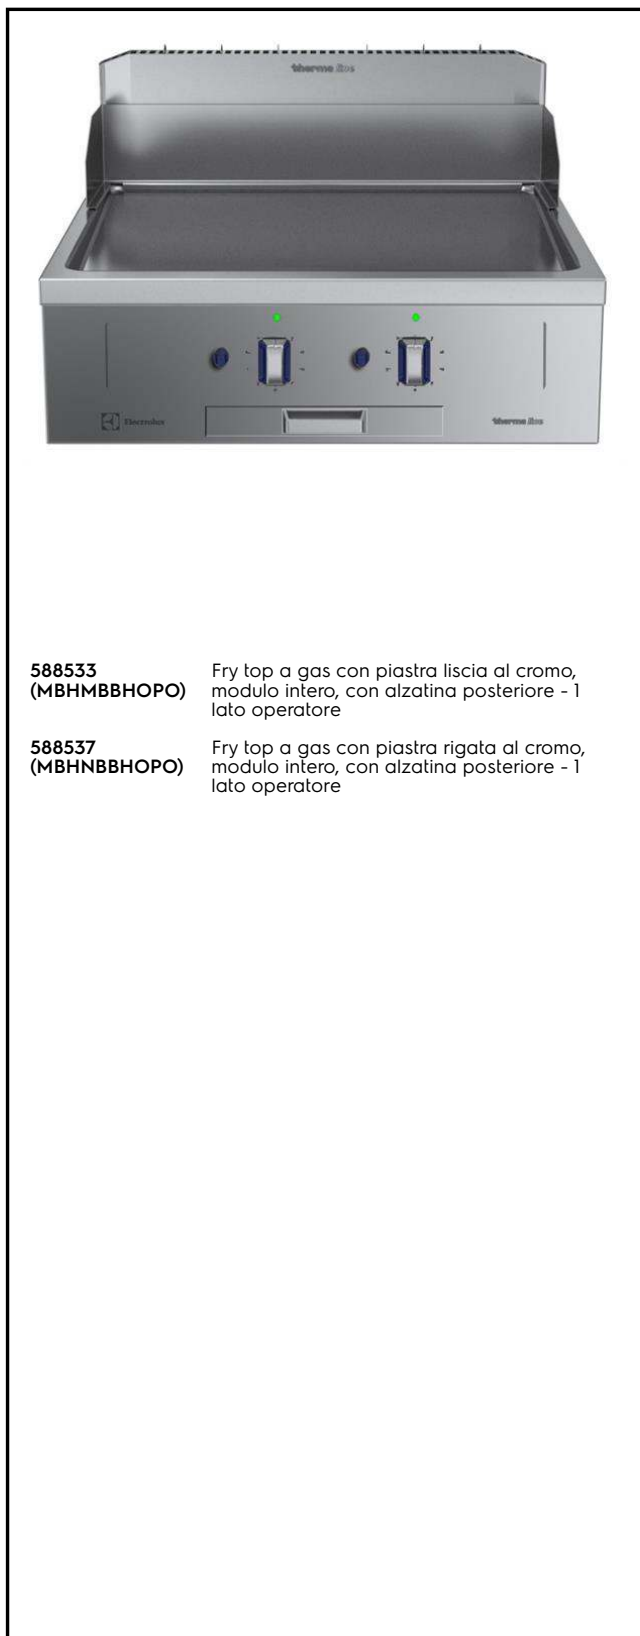 therma line
Electrolux
therma line
588533
(MBHMBBHOPO)
Fry top a gas con piastra liscia al cromo,
modulo intero, con alzatina posteriore - 1
lato operatore
588537
(MBHNBBHOPO)
Fry top a gas con piastra rigata al cromo,
modulo intero, con alzatina posteriore - 1
lato operatore